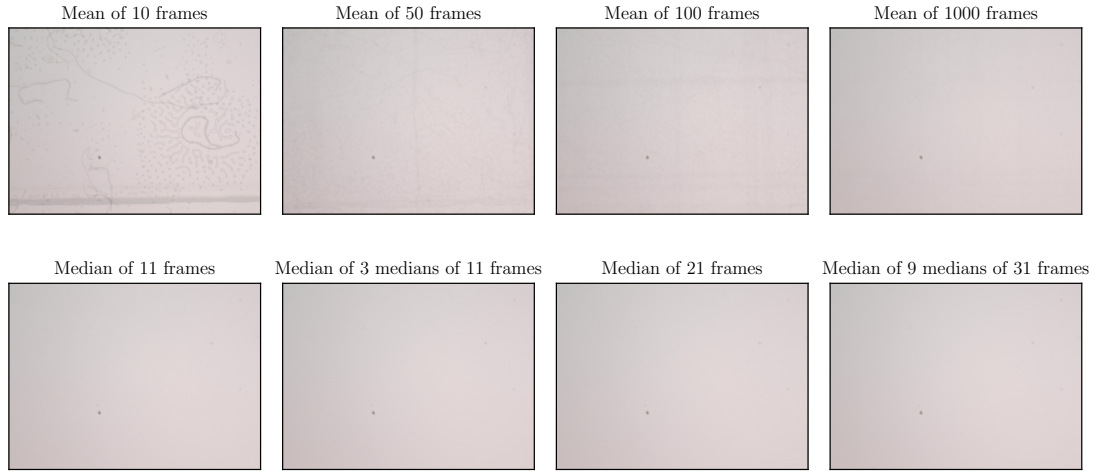 Mean of 10 frames
Mean of 50 frames
Mean of 100 frames
Mean of 1000 frames
Median of 11 frames
Median of 3 medians of 11 frames
Median of 21 frames
Median of 9 medians of 31 frames